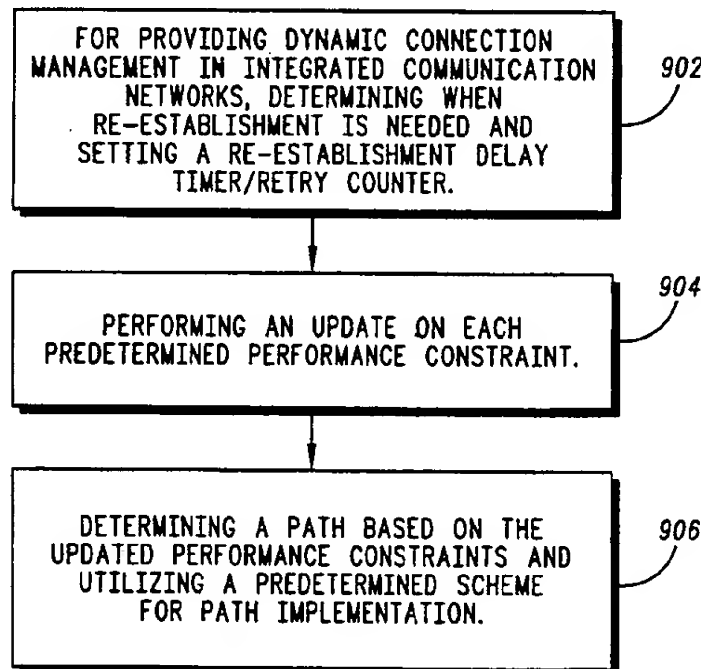 FOR PROVIDING DYNAMIC CONNECTION
MANAGEMENT IN INTEGRATED COMMUNICATION
NETWORKS, DETERMINING WHEN
RE-ESTABLISHMENT IS NEEDED AND
SETTING A RE-ESTABLISHMENT DELAY
TIMER/RETRY COUNTER.
902
PERFORMING AN UPDATE ON EACH
PREDETERMINED PERFORMANCE CONSTRAINT.
904
DETERMINING A PATH BASED ON THE
UPDATED PERFORMANCE CONSTRAINTS AND
UTILIZING A PREDETERMINED SCHEME
FOR PATH IMPLEMENTATION.
906